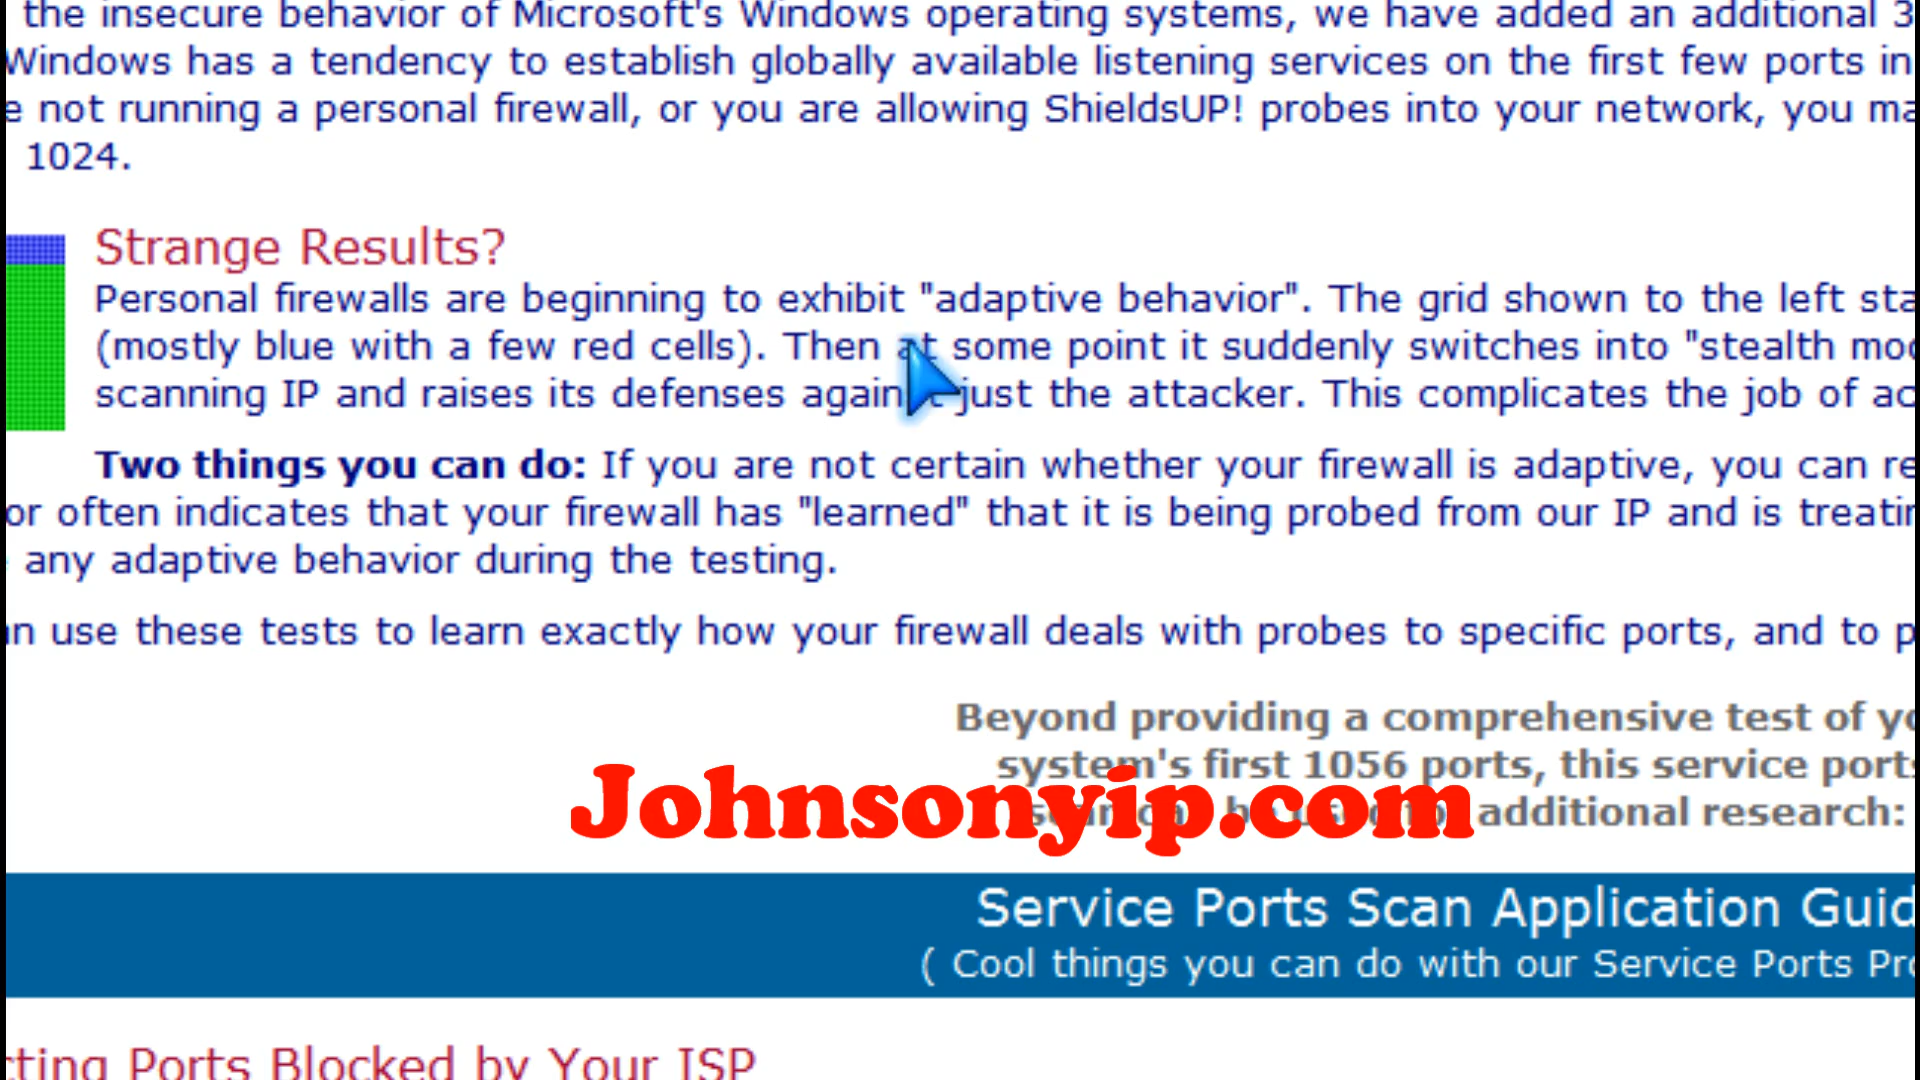 the insecure behavior of Microsoft's Windows operating systems, we have added an additional 3
Windows has a tendency to establish globally available listening services on the first few ports in
not running a personal firewall, or you are allowing ShieldsUP! probes into your network, you
1024.
Strange Results?
Personal firewalls are beginning to exhibit "adaptive behavior". The grid shown to the left
(mostly blue with a few red cells). Then at some point it suddenly switches into "stealth
scanning IP and raises its defenses against just the attacker. This complicates the job of
Two things you can do: If you are not certain whether your firewall is adaptive, you can
or often indicates that your firewall has "learned" that it is being probed from our IP and is
any adaptive behavior during the testing.
use these tests to learn exactly how your firewall deals with probes to specific ports, and to
Beyond providing a comprehensive test of
system's first 1056 ports, this service ports
Johnsonyip.com
additional research:
Service Ports Scan Application
( Cool things you can do with our Service Ports
Ports Blocked by Your ISP